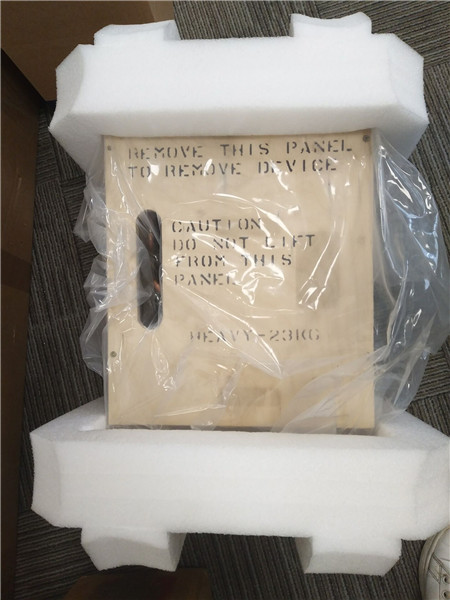 REMOVE THIS PANEL
TO REMOVE DEVICE
CAUTION
DO NOT LIFT
FROM THIS
PANEL
HEAVY-23KG